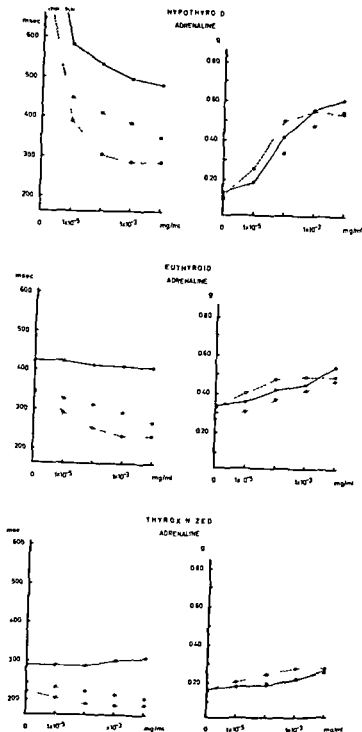 HYPOTHYROID
ADRENALINE
msec
600
500
400
300
200
0
1x10⁻⁵
1x10⁻³
mg/ml
g
0.80
0.60
0.40
0.20
0
1x10⁻⁵
1x10⁻³
mg/ml
EUTHYROID
ADRENALINE
msec
600
500
400
300
200
0
1x10⁻⁵
1x10⁻³
mg/ml
g
0.80
0.60
0.40
0.20
0
1x10⁻⁵
1x10⁻³
mg/ml
THYROXINIZED
ADRENALINE
msec
600
500
400
300
200
0
1x10⁻⁵
1x10⁻³
mg/ml
g
0.80
0.60
0.40
0.20
0
1x10⁻⁵
1x10⁻³
mg/ml